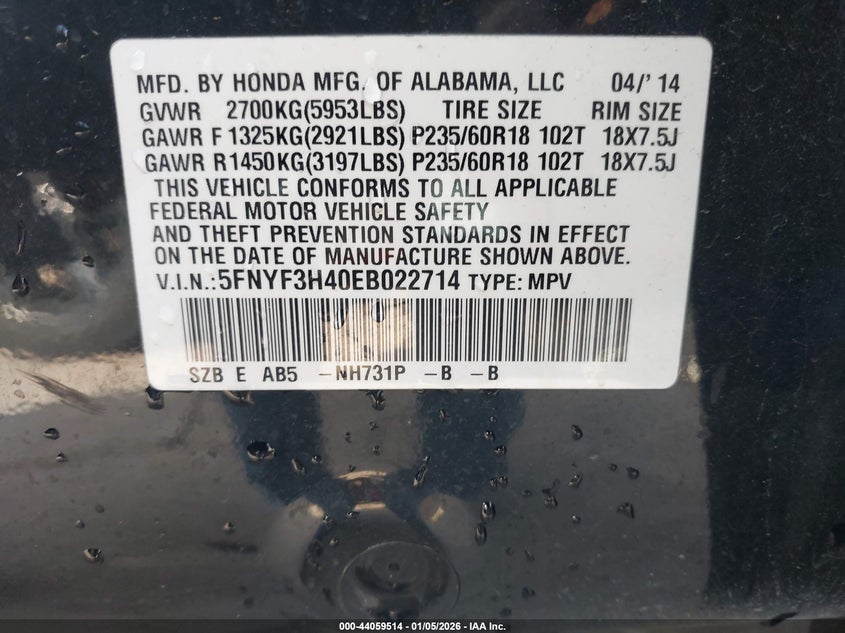 MFD. BY HONDA MFG. OF ALABAMA, LLC 04/' 14
GVWR 2700KG(5953LBS) TIRE SIZE RIM SIZE
GAWR F 1325KG(2921LBS) P235/60R18 102T 18X7.5J
GAWR R1450KG(3197LBS) P235/60R18 102T 18X7.5J
THIS VEHICLE CONFORMS TO ALL APPLICABLE
FEDERAL MOTOR VEHICLE SAFETY
AND THEFT PREVENTION STANDARDS IN EFFECT
ON THE DATE OF MANUFACTURE SHOWN ABOVE.
V.I.N.:5FNYF3H40EB022714 TYPE: MPV
SZB E AB5 -NH731P -B -B
000-44059514 - 01/05/2026 - IAA Inc.